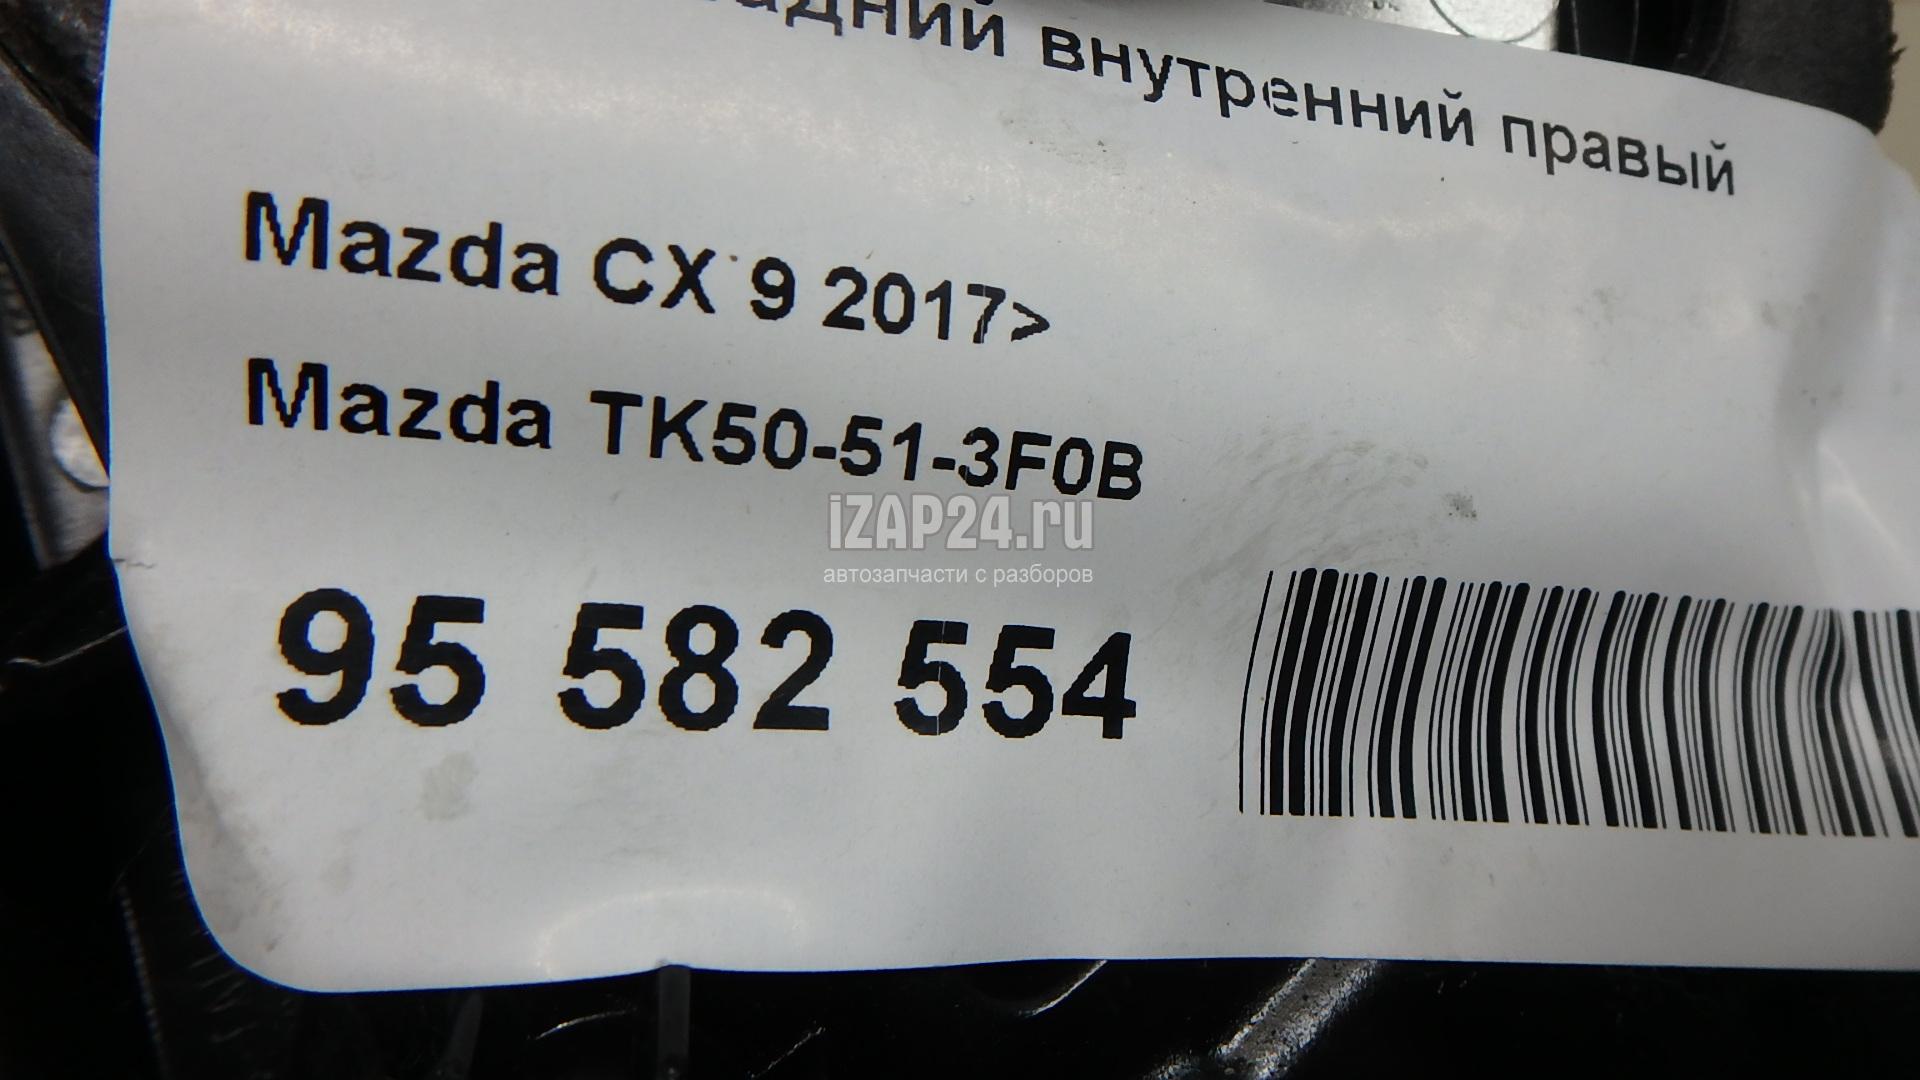 внутренний правый
Mazda CX 9 2017>
Mazda TK50-51-3F0B
iZAP24.ru
автозапчасти с разборов
95 582 554